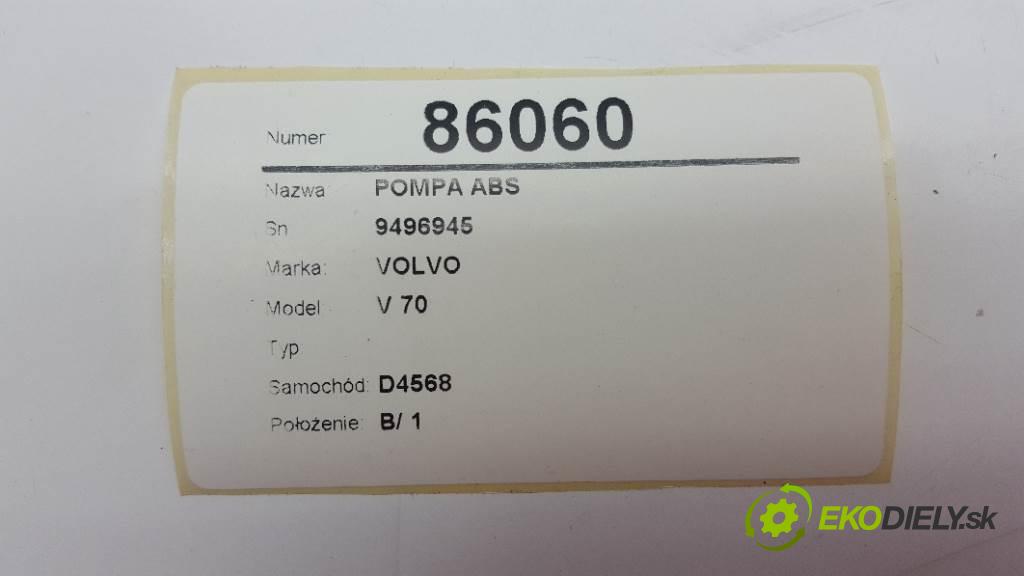 Numer 86060
Nazwa POMPA ABS
Sn 9496945
Marka: VOLVO
Model V 70
Typ
Samochód: D4568
Położenie: B/ 1
EKODIELY.sk